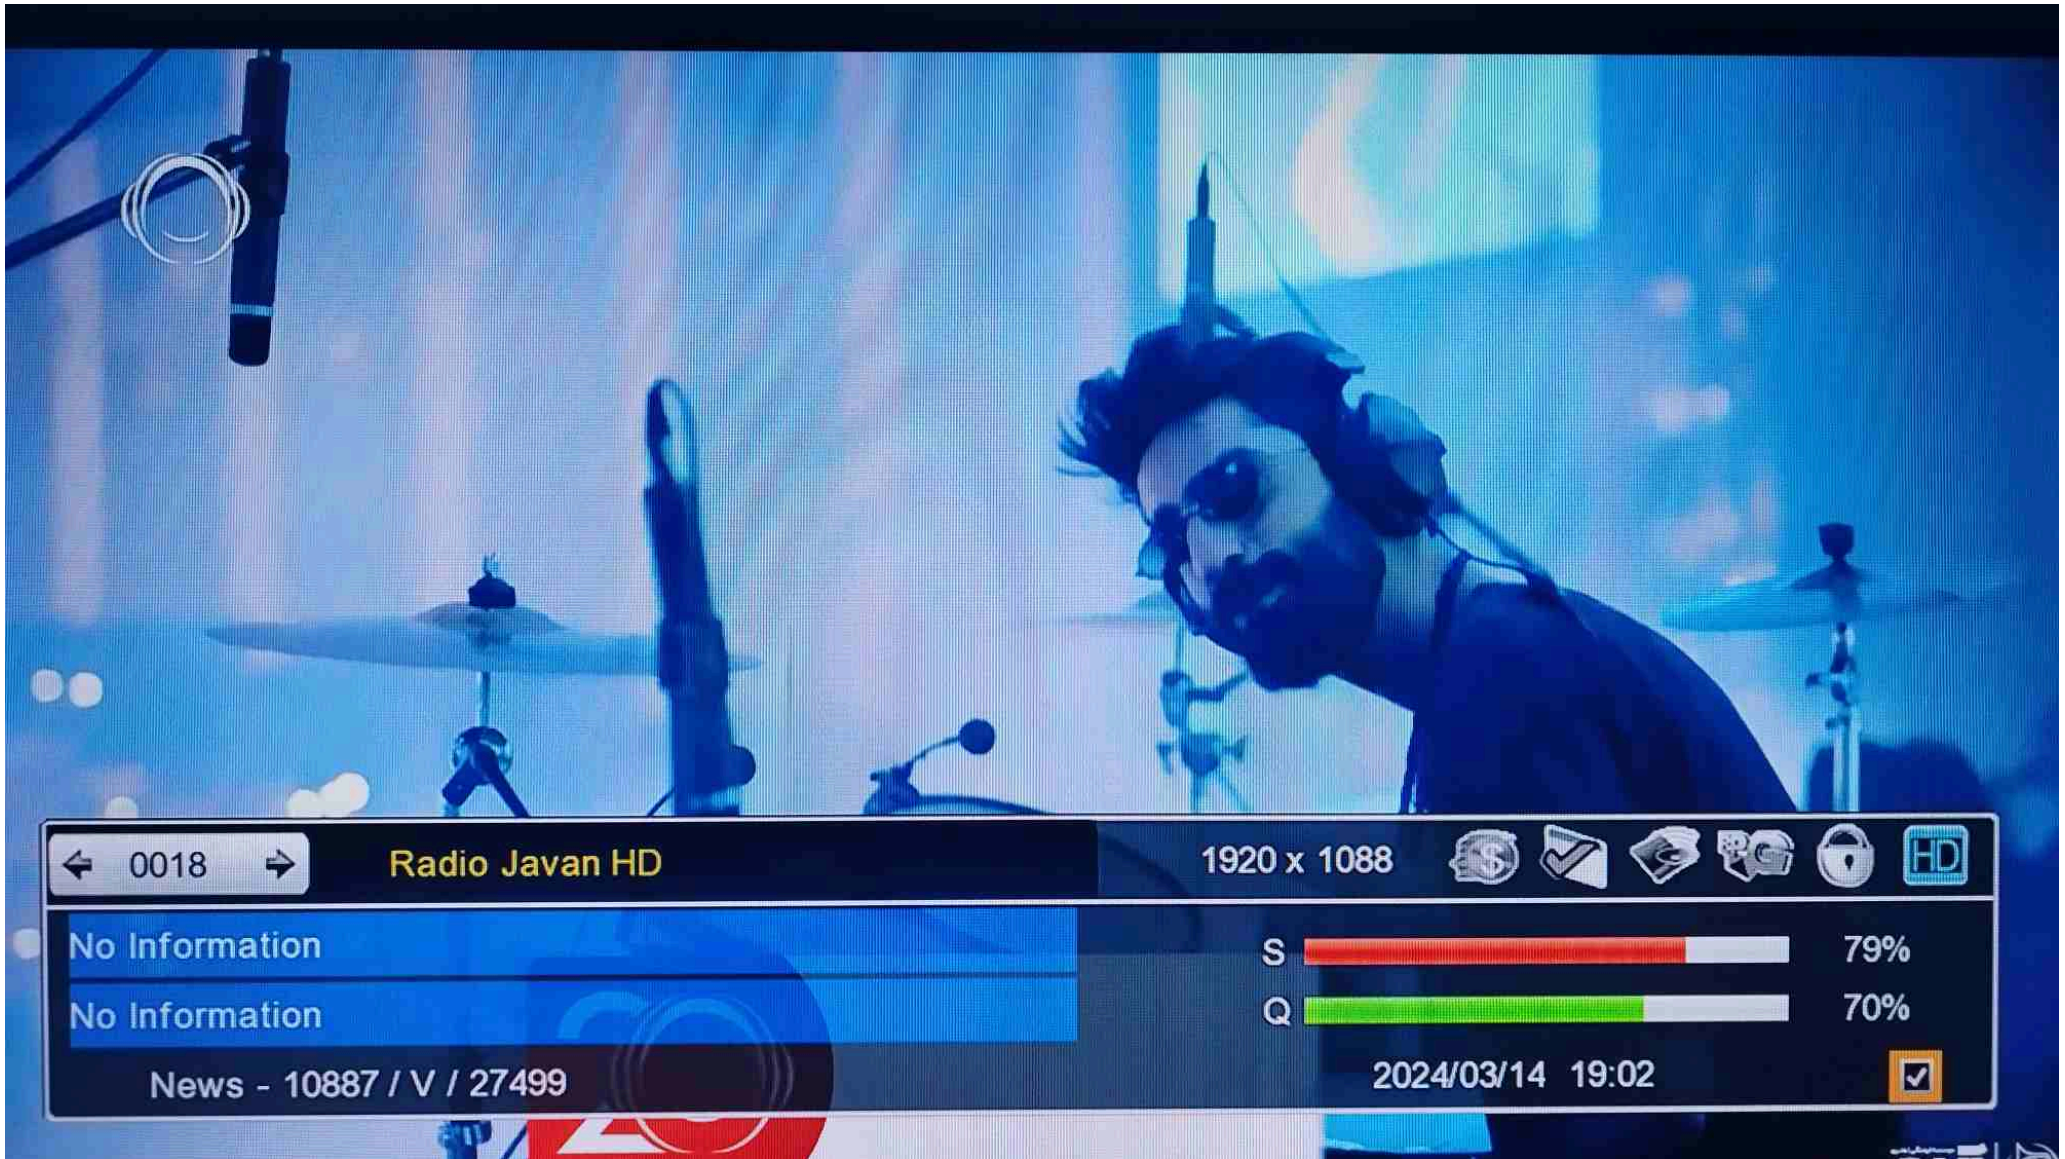 0018
Radio Javan HD
1920 x 1088
$
G
HD
No Information
S
79%
No Information
Q
70%
News - 10887 / V / 27499
2024/03/14 19:02